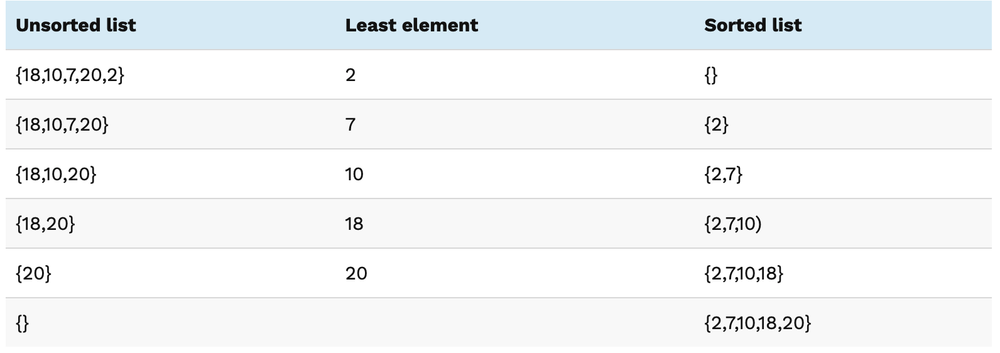 Unsorted list Least element Sorted list
{18,10,7,20,2} 2 {}
{18,10,7,20} 7 {2}
{18,10,20} 10 {2,7}
{18,20} 18 {2,7,10)
{20} 20 {2,7,10,18}
{} {2,7,10,18,20}